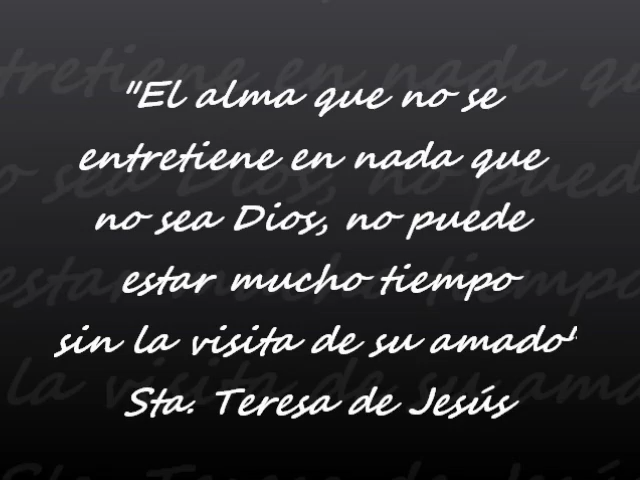 "El alma que no se
entretiene en nada que
no sea Dios, no puede
estar mucho tiempo
sin la visita de su amado"
Sta. Teresa de Jesús